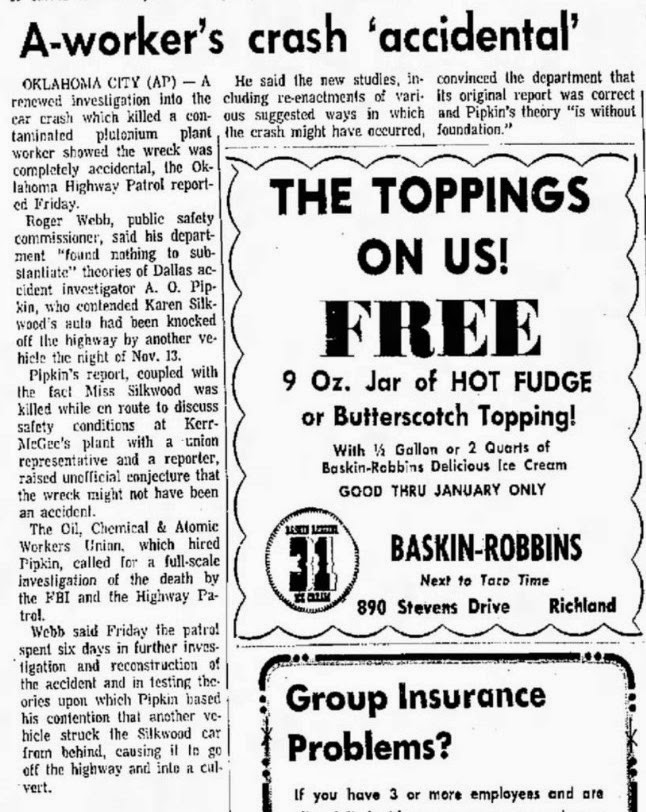 A-worker's crash 'accidental'
OKLAHOMA CITY (AP) — A
renewed investigation into the
car crash which killed a con-
taminated plutonium plant
worker showed the wreck was
completely accidental, the Ok-
lahoma Highway Patrol report-
ed Friday.
Roger Webb, public safety
commissioner, said his depart-
ment "found nothing to sub-
stantiate" theories of Dallas ac-
cident investigator A. O. Pip-
kin, who contended Karen Silk-
wood's auto had been knocked
off the highway by another ve-
hicle the night of Nov. 13.
Pipkin's report, coupled with
the fact Miss Silkwood was
killed while en route to discuss
safety conditions at Kerr-
McGee's plant with a union
representative and a reporter,
raised unofficial conjecture that
the wreck might not have been
an accident.
The Oil, Chemical & Atomic
Workers Union, which hired
Pipkin, called for a full-scale
investigation of the death by
the FBI and the Highway Pa-
trol.
Webb said Friday the patrol
spent six days in further inves-
tigation and reconstruction of
the accident and in testing the-
ories upon which Pipkin based
his contention that another ve-
hicle struck the Silkwood car
from behind, causing it to go
off the highway and into a cul-
vert.
He said the new studies, in-
cluding re-enactments of vari-
ous suggested ways in which
the crash might have occurred,
convinced the department that
its original report was correct
and Pipkin's theory "is without
foundation."
THE TOPPINGS
ON US!
FREE
9 Oz. Jar of HOT FUDGE
or Butterscotch Topping!
With ½ Gallon or 2 Quarts of
Baskin-Robbins Delicious Ice Cream
GOOD THRU JANUARY ONLY
BASKIN ROBBINS
31
ICE CREAM
BASKIN-ROBBINS
Next to Taco Time
890 Stevens Drive Richland
Group Insurance
Problems?
If you have 3 or more employees and are